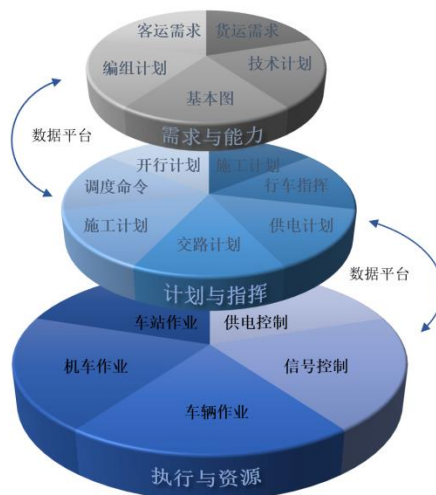 客运需求 货运需求
编组计划 技术计划
基本图
需求与能力
数据平台
开行计划 施工计划
调度命令 行车指挥
施工计划 供电计划
交路计划
计划与指挥
数据平台
车站作业 供电控制
机车作业 信号控制
车辆作业
执行与资源